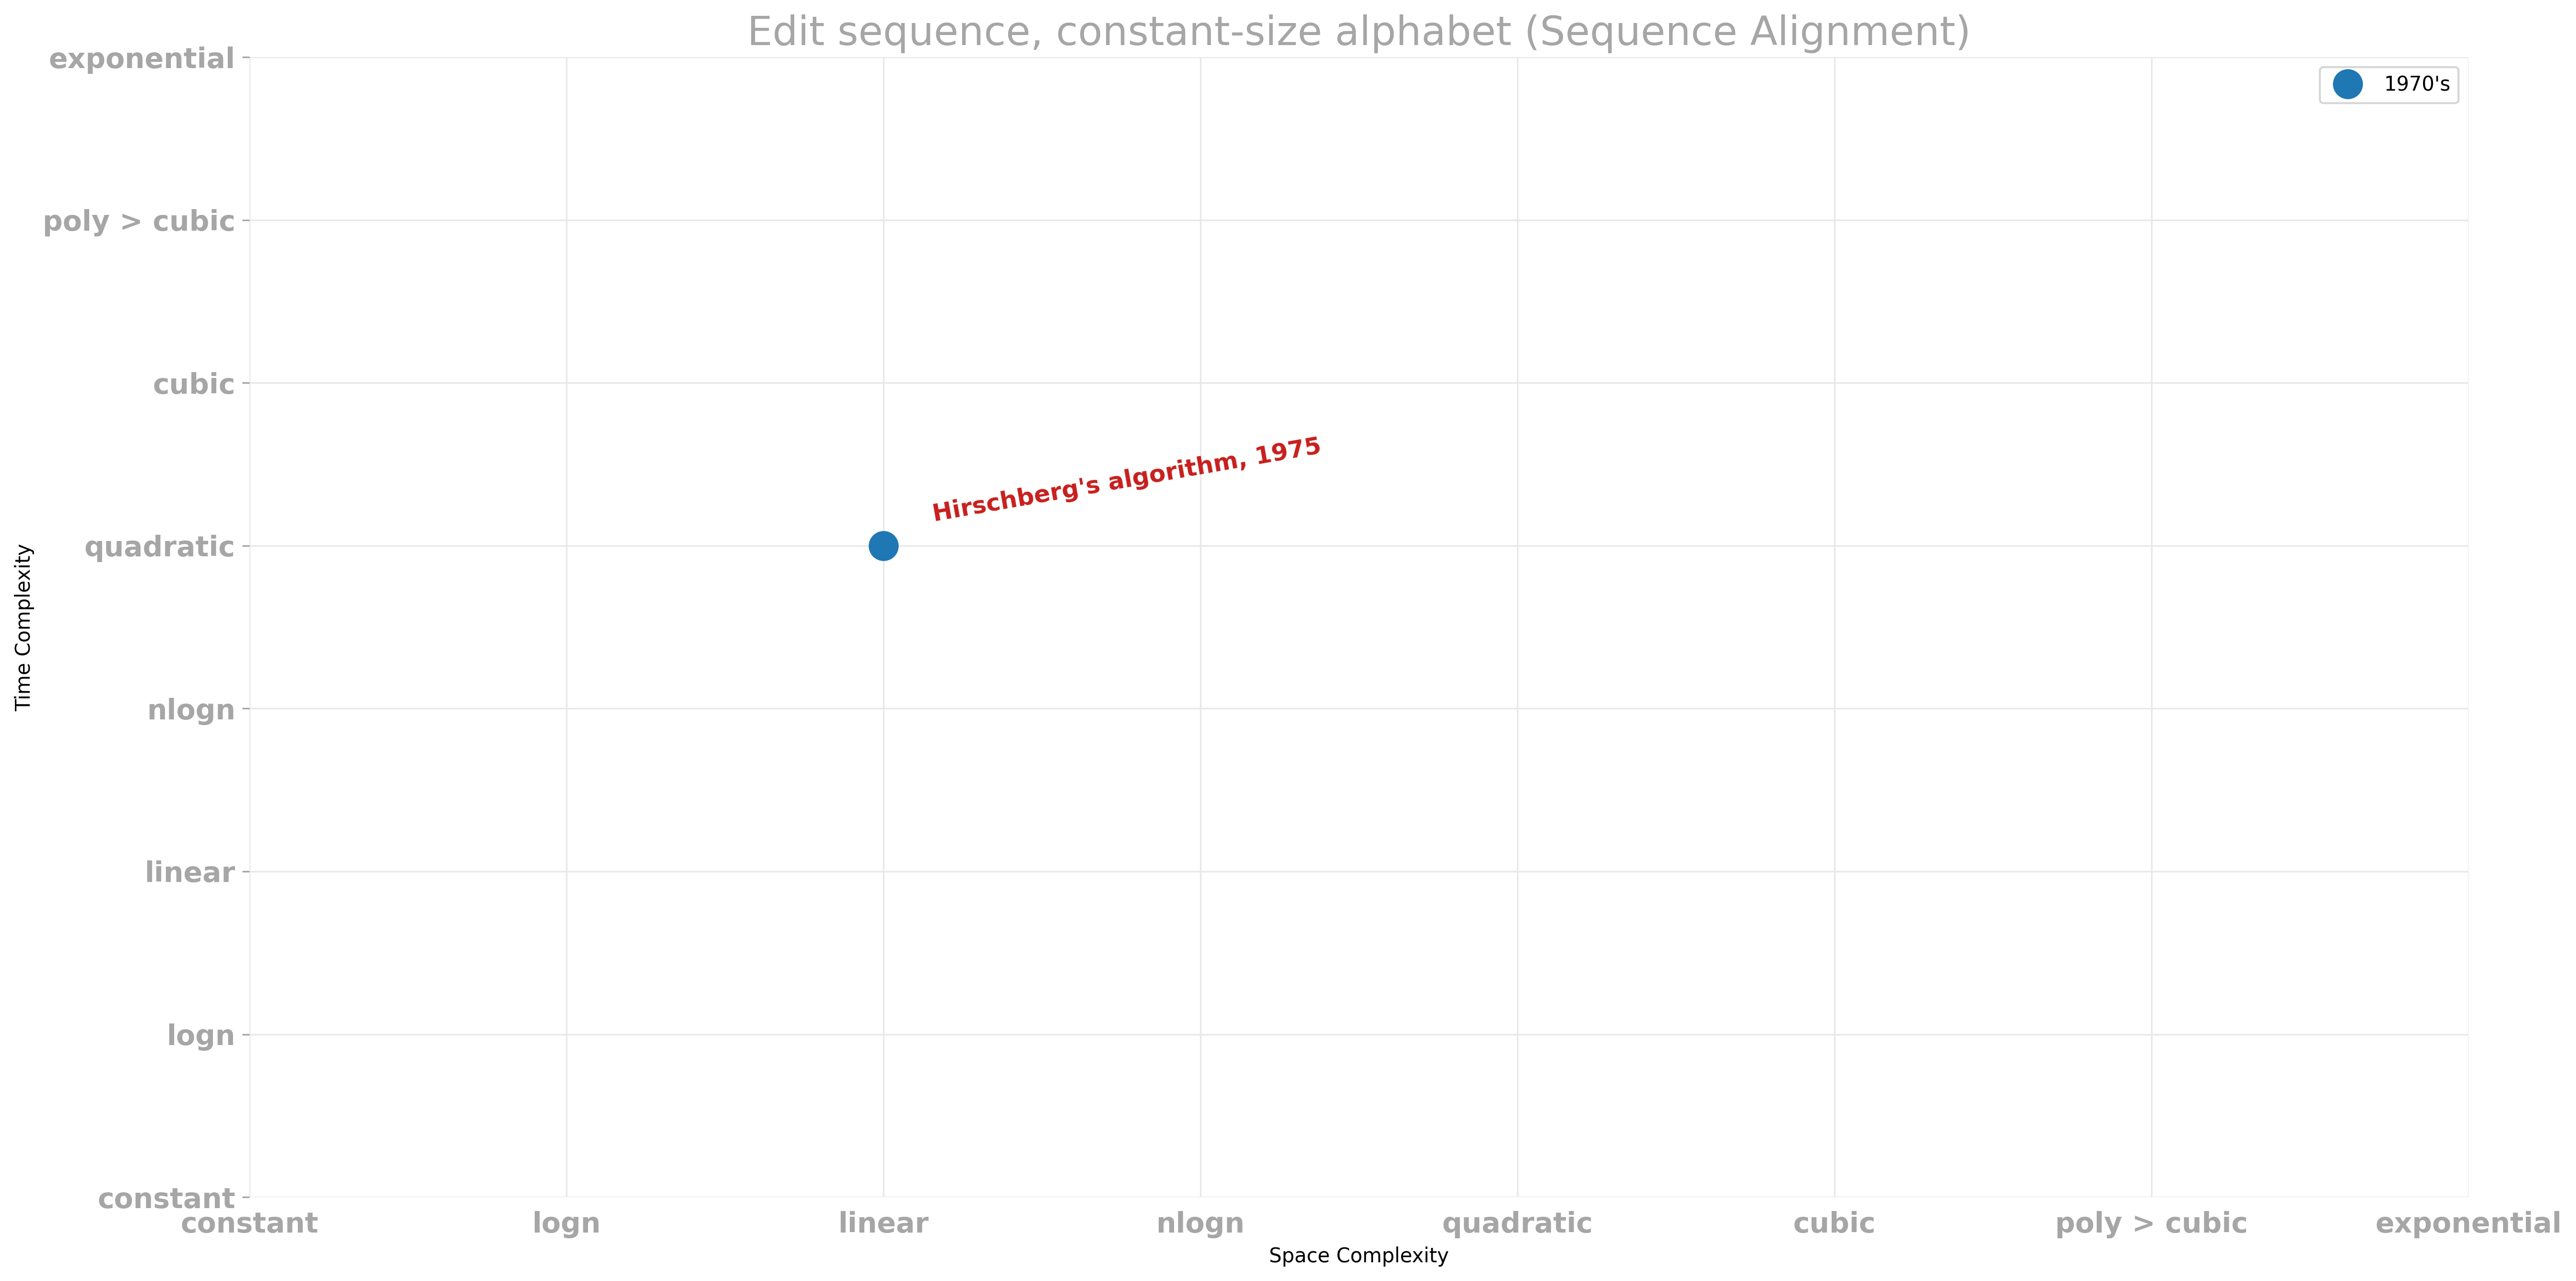 Edit sequence, constant-size alphabet (Sequence Alignment)
1970's
exponential
poly > cubic
cubic
quadratic
nlogn
linear
logn
constant
Time Complexity
Hirschberg's algorithm, 1975
constant
logn
linear
nlogn
quadratic
cubic
poly > cubic
exponential
Space Complexity